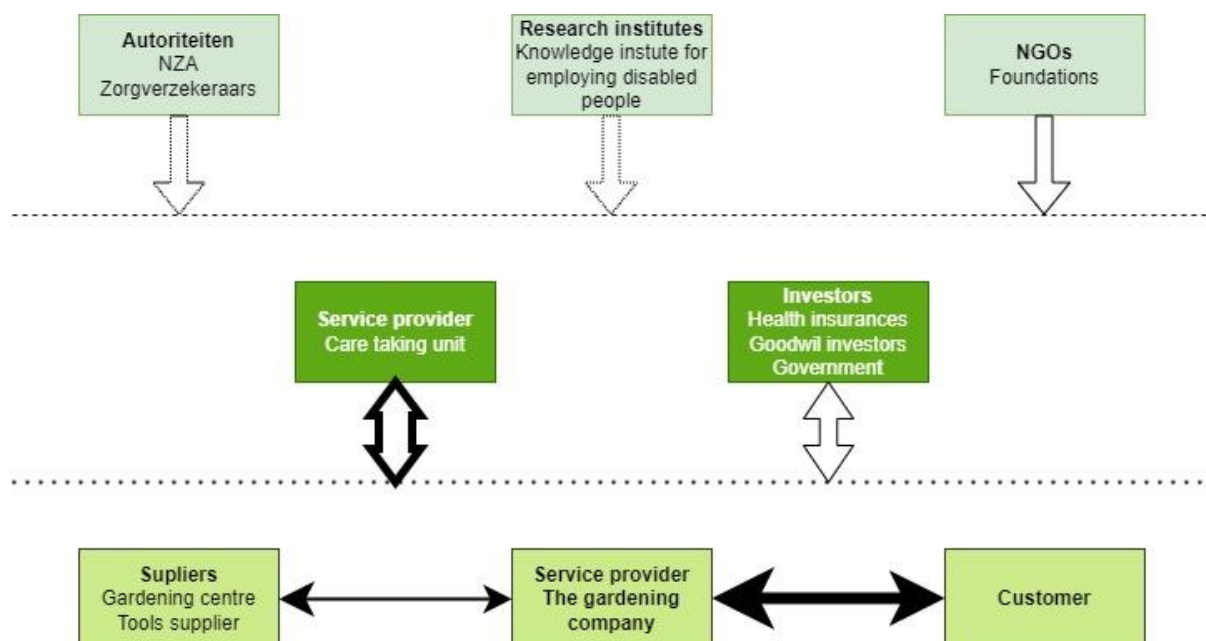 Autoriteiten
NZA
Zorgverzekeraars
Research institutes
Knowledge instute for
employing disabled
people
NGOs
Foundations
Service provider
Care taking unit
Investors
Health insurances
Goodwil investors
Government
Supliers
Gardening centre
Tools supplier
Service provider
The gardening
company
Customer